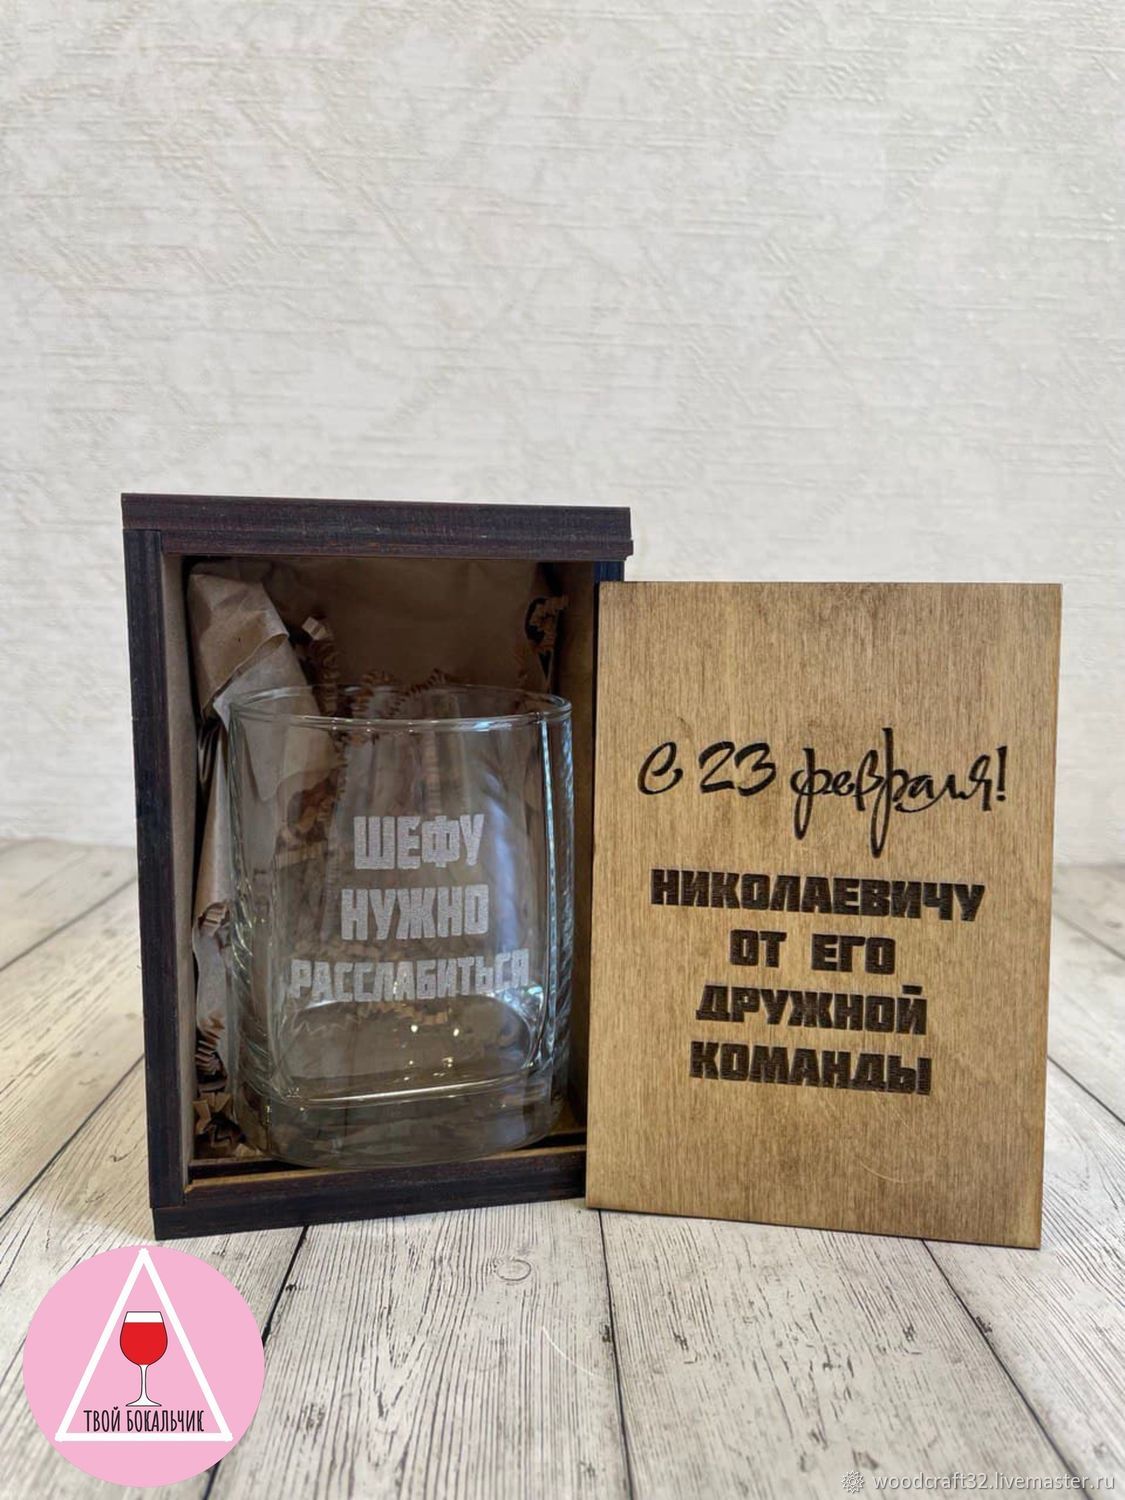 ШЕФУ
НУЖНО
РАССЛАБИТЬСЯ
С 23 февраля!
НИКОЛАЕВИЧУ
ОТ ЕГО
ДРУЖНОЙ
КОМАНДЫ
ТВОЙ БОКАЛЬЧИК
woodcraft32.livemaster.ru